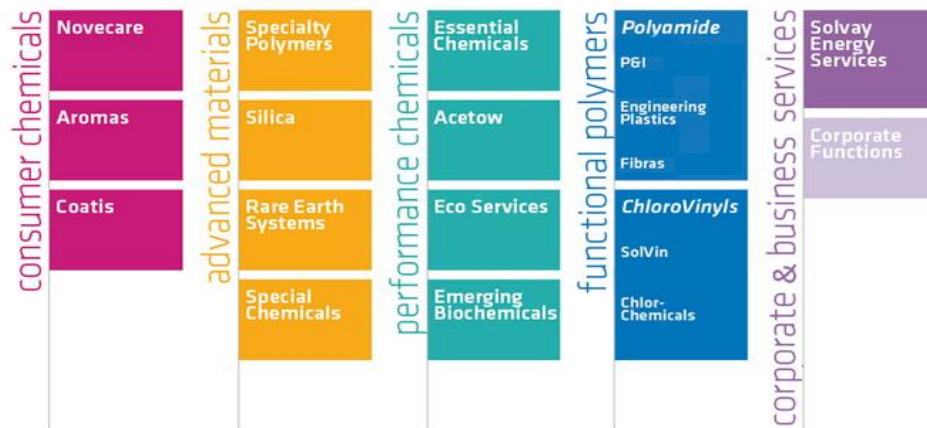 consumer chemicals
Novecare
Aromas
Coatis
advanced materials
Specialty
Polymers
Silica
Rare Earth
Systems
Special
Chemicals
performance chemicals
Essential
Chemicals
Acetow
Eco Services
Emerging
Biochemicals
functional polymers
Polyamide
P&I
Engineering
Plastics
Fibras
ChloroVinyls
SolVin
Chlor-
Chemicals
corporate & business services
Solvay
Energy
Services
Corporate
Functions